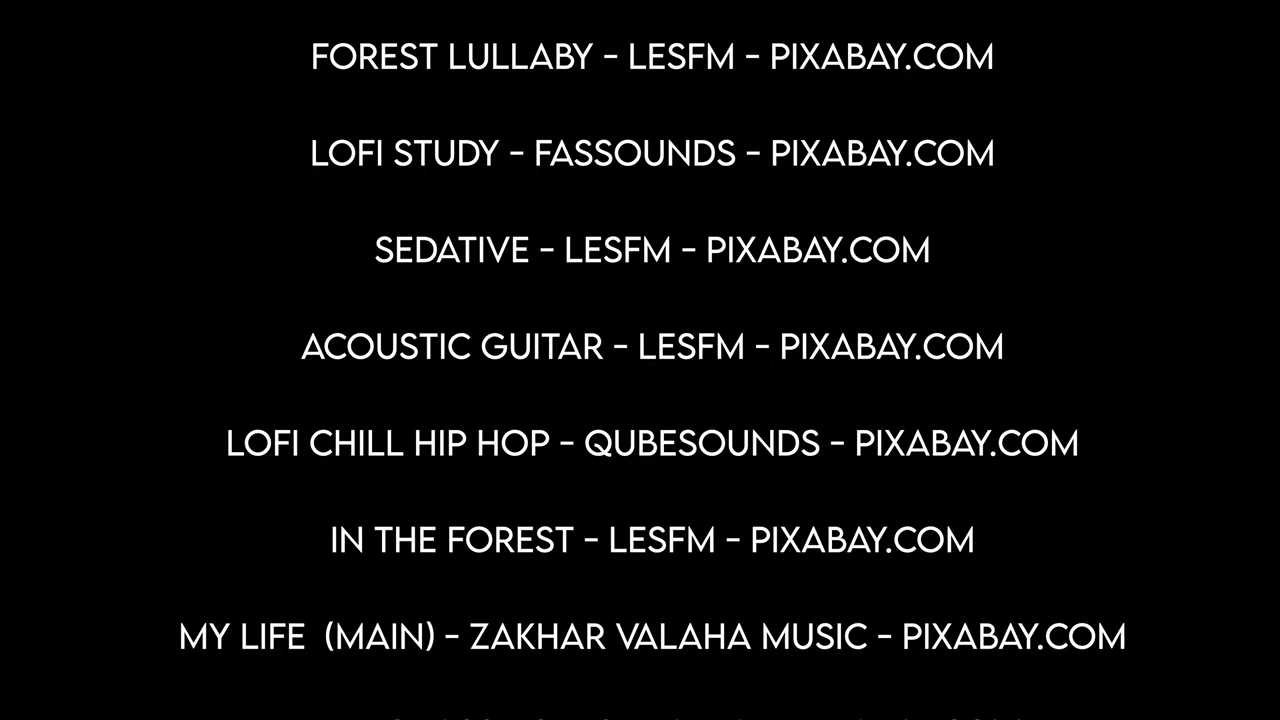 FOREST LULLABY - LESFM - PIXABAY.COM
LOFI STUDY - FASSOUNDS - PIXABAY.COM
SEDATIVE - LESFM - PIXABAY.COM
ACOUSTIC GUITAR - LESFM - PIXABAY.COM
LOFI CHILL HIP HOP - QUBESOUNDS - PIXABAY.COM
IN THE FOREST - LESFM - PIXABAY.COM
MY LIFE (MAIN) - ZAKHAR VALAHA MUSIC - PIXABAY.COM